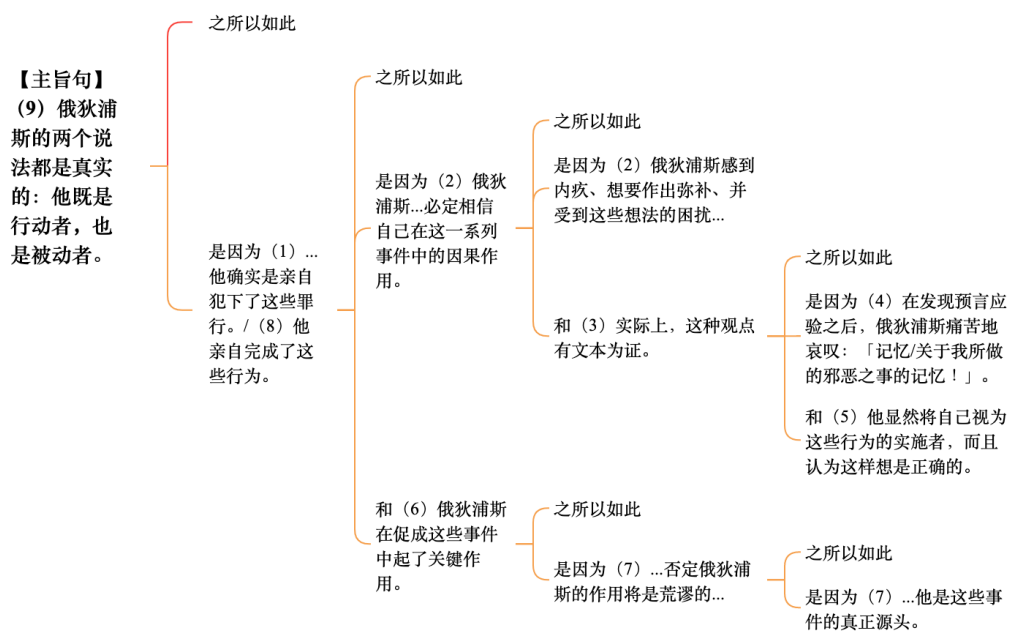 之所以如此
【主旨句】
（9）俄狄浦
斯的两个说
法都是真实
的：他既是
行动者，也
是被动者。
是因为（1）...
他确实是亲自
犯下了这些罪
行。/（8）他
亲自完成了这
些行为。
之所以如此
是因为（2）俄狄
浦斯...必定相信
自己在这一系列
事件中的因果作
用。
之所以如此
是因为（2）俄狄浦斯感到
内疚、想要作出弥补、并
受到这些想法的困扰...
和（3）实际上，这种观点
有文本为证。
之所以如此
是因为（4）在发现预言应
验之后，俄狄浦斯痛苦地
哀叹：「记忆/关于我所做
的邪恶之事的记忆！」。
和（5）他显然将自己视为
这些行为的实施者，而且
认为这样想是正确的。
和（6）俄狄浦斯
在促成这些事件
中起了关键作
用。
之所以如此
是因为（7）...否定俄狄浦
斯的作用将是荒谬的...
之所以如此
是因为（7）...他是这些事
件的真正源头。